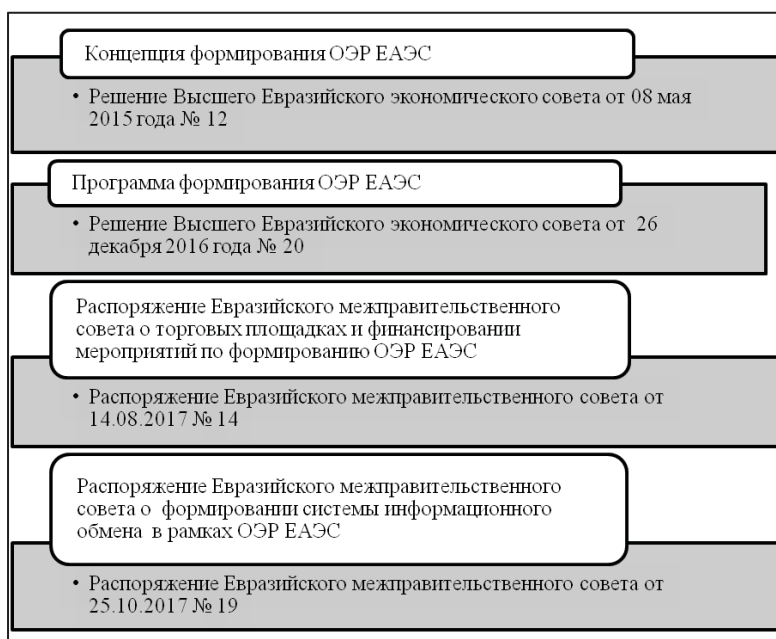 Концепция формирования ОЭР ЕАЭС
• Решение Высшего Евразийского экономического совета от 08 мая
2015 года № 12
Программа формирования ОЭР ЕАЭС
• Решение Высшего Евразийского экономического совета от 26
декабря 2016 года № 20
Распоряжение Евразийского межправительственного
совета о торговых площадках и финансировании
мероприятий по формированию ОЭР ЕАЭС
• Распоряжение Евразийского межправительственного совета от
14.08.2017 № 14
Распоряжение Евразийского межправительственного
совета о формировании системы информационного
обмена в рамках ОЭР ЕАЭС
• Распоряжение Евразийского межправительственного совета от
25.10.2017 № 19